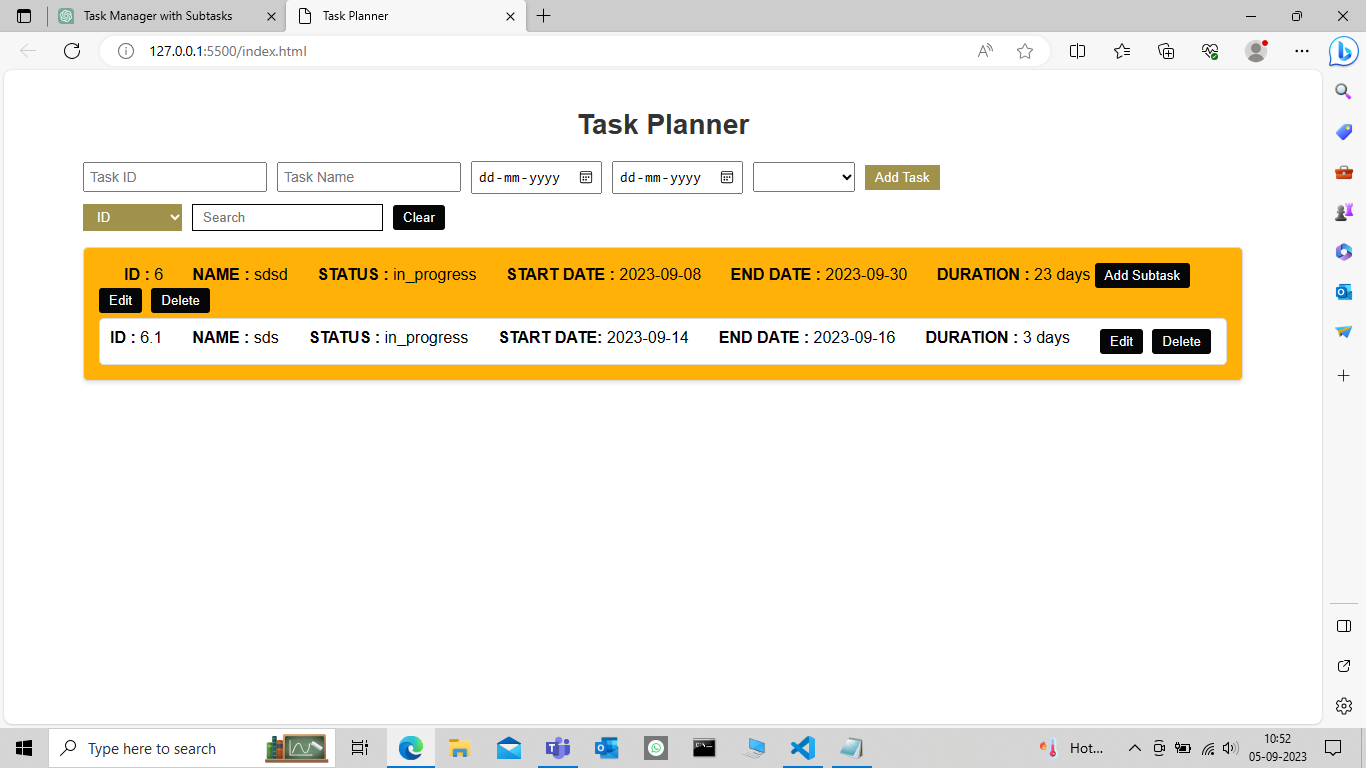 Task Manager with Subtasks
Task Planner
127.0.0.1:5500/index.html
Task Planner
Task ID Task Name dd-mm-yyyy dd-mm-yyyy Add Task
ID Search Clear
ID : 6 NAME : sdsd STATUS : in_progress START DATE : 2023-09-08 END DATE : 2023-09-30 DURATION : 23 days Add Subtask
Edit Delete
ID : 6.1 NAME : sds STATUS : in_progress START DATE: 2023-09-14 END DATE : 2023-09-16 DURATION : 3 days Edit Delete
Type here to search
Hot...
10:52
05-09-2023